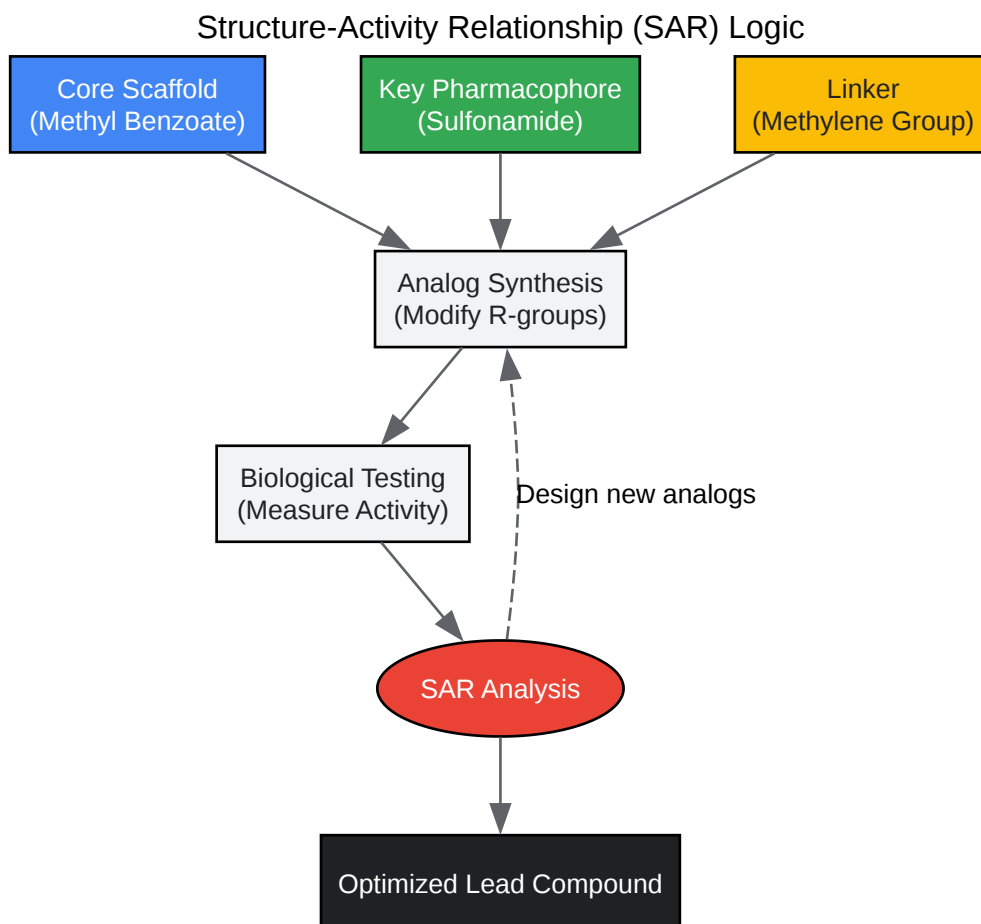 Structure-Activity Relationship (SAR) Logic
Core Scaffold
(Methyl Benzoate)
Key Pharmacophore
(Sulfonamide)
Linker
(Methylene Group)
Analog Synthesis
(Modify R-groups)
Biological Testing
(Measure Activity)
Design new analogs
SAR Analysis
Optimized Lead Compound